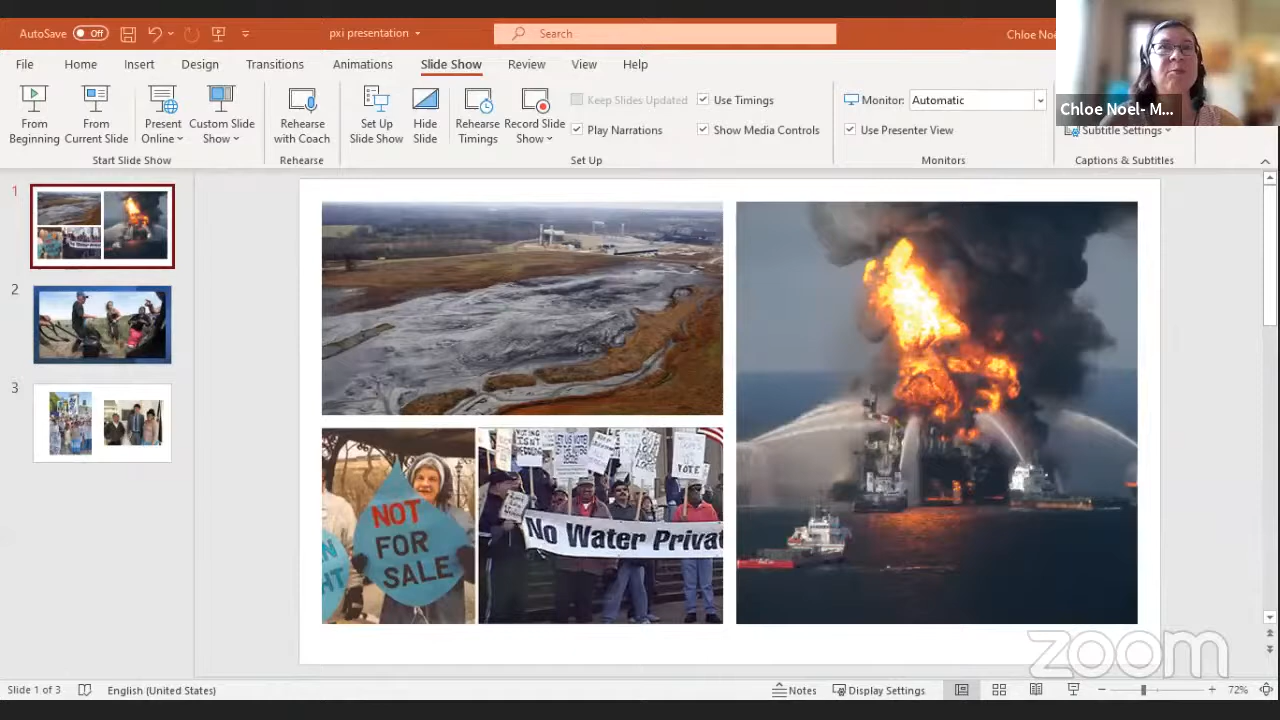 AutoSave Off
pxi presentation
Search
Chloe Noe
File Home Insert Design Transitions Animations Slide Show Review View Help
From Beginning
From Current Slide
Present Online
Custom Slide Show
Start Slide Show
Rehearse with Coach
Rehearse
Set Up Slide Show
Hide Slide
Rehearse Timings
Record Slide Show
Keep Slides Updated
Play Narrations
Use Timings
Show Media Controls
Set Up
Monitor: Automatic
Use Presenter View
Monitors
Subtitle Settings
Captions & Subtitles
Chloe Noel- M...
1
2
3
NOT
FOR
SALE
LET US VOTE
VOTE
No Water Privat
zoom
Slide 1 of 3
English (United States)
Notes
Display Settings
72%